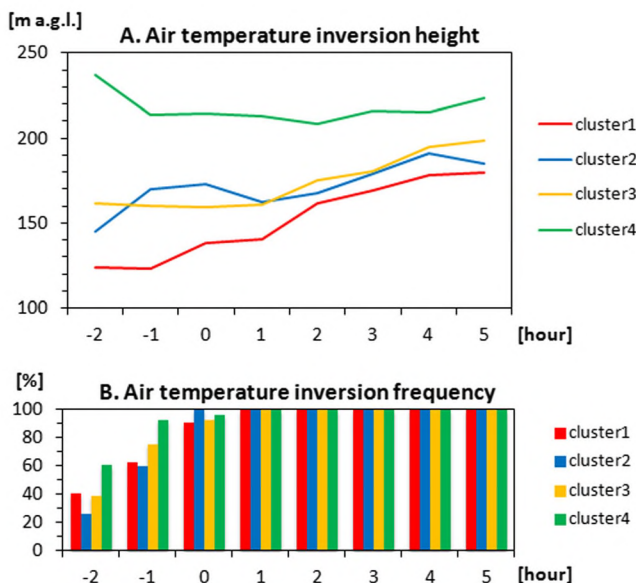 [m a.g.l.]
A. Air temperature inversion height
250
200
150
100
-2 -1 0 1 2 3 4 5 [hour]
cluster1
cluster2
cluster3
cluster4
[%]
B. Air temperature inversion frequency
100
80
60
40
20
0
-2 -1 0 1 2 3 4 5 [hour]
cluster1
cluster2
cluster3
cluster4